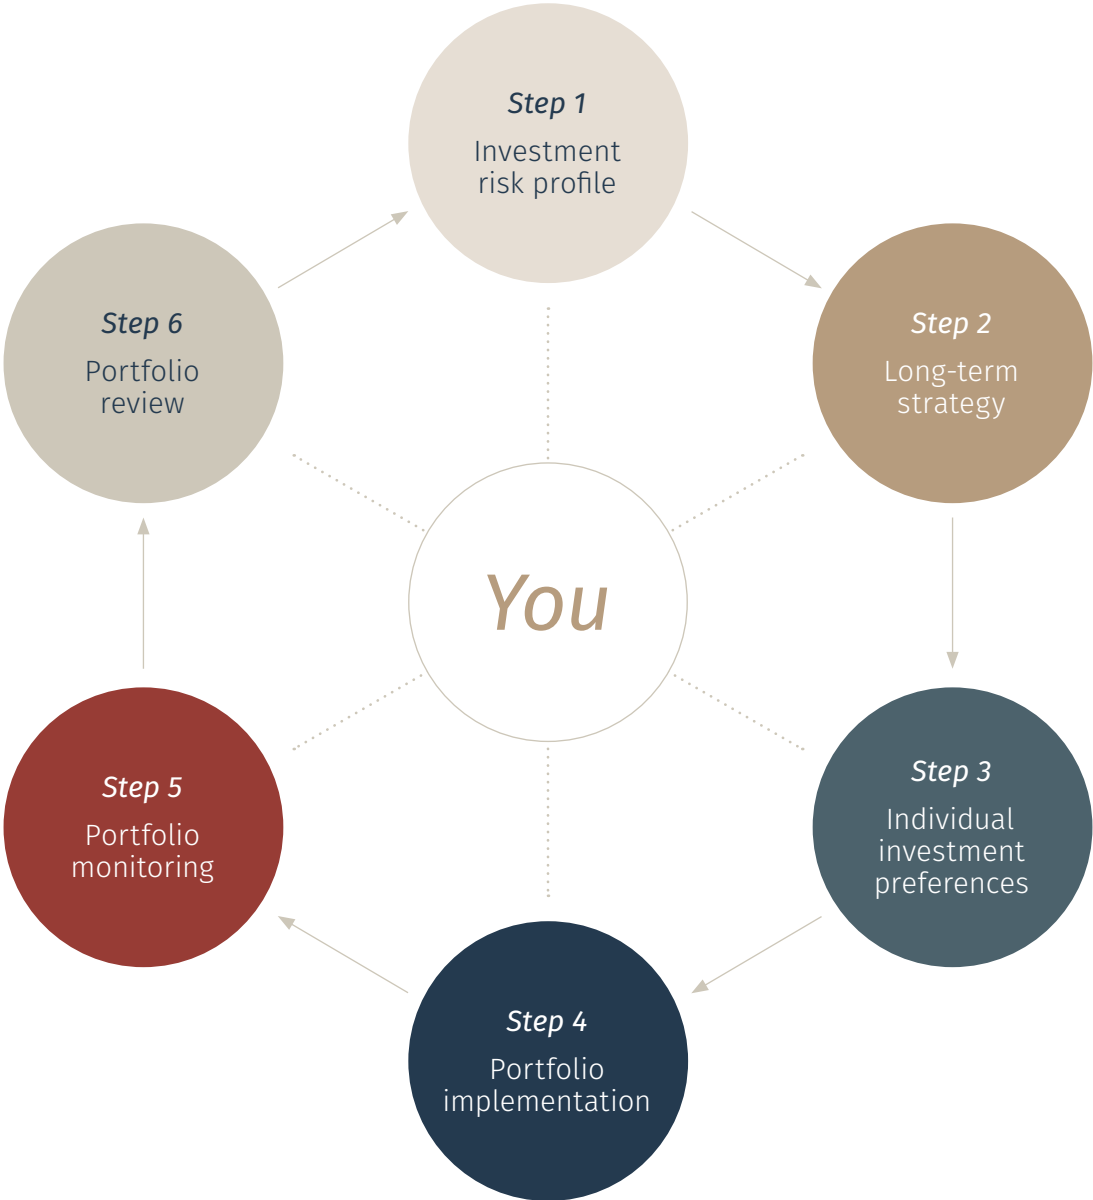 Step 1
Investment
risk profile
Step 2
Long-term
strategy
Step 3
Individual
investment
preferences
Step 4
Portfolio
implementation
Step 5
Portfolio
monitoring
Step 6
Portfolio
review
You